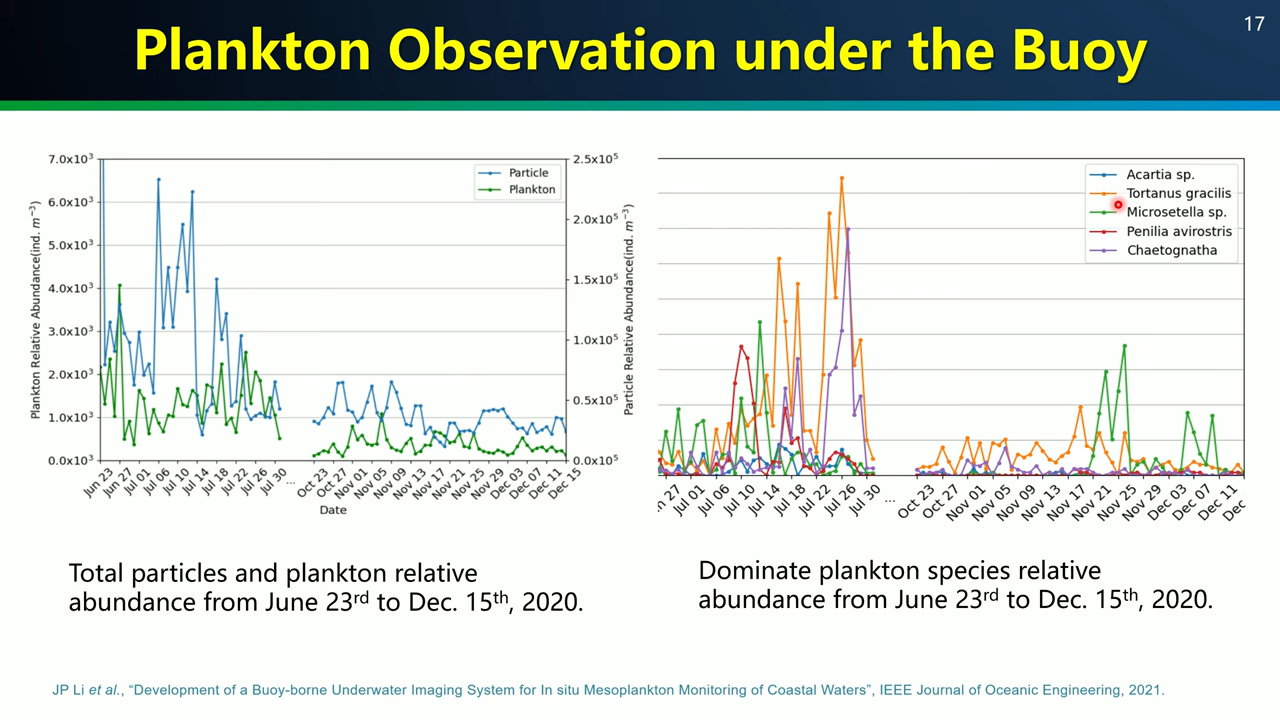 17
Plankton Observation under the Buoy
7.0x10³
6.0x10³
5.0x10³
4.0x10³
3.0x10³
2.0x10³
1.0x10³
0.0x10³
Plankton Relative Abundance(ind. m⁻³)
Particle
Plankton
2.5x10⁵
2.0x10⁵
1.5x10⁵
1.0x10⁵
0.5x10⁵
0.0x10⁵
Particle Relative Abundance(ind. m⁻³)
Jun 23 Jun 27 Jul 01 Jul 06 Jul 10 Jul 14 Jul 18 Jul 22 Jul 26 Jul 30 ... Oct 23 Oct 27 Nov 01 Nov 05 Nov 09 Nov 13 Nov 17 Nov 21 Nov 25 Nov 29 Dec 03 Dec 07 Dec 11 Dec 15
Date
Acartia sp.
Tortanus gracilis
Microsetella sp.
Penilia avirostris
Chaetognatha
n 27 Jul 01 Jul 06 Jul 10 Jul 14 Jul 18 Jul 22 Jul 26 Jul 30 ... Oct 23 Oct 27 Nov 01 Nov 05 Nov 09 Nov 13 Nov 17 Nov 21 Nov 25 Nov 29 Dec 03 Dec 07 Dec 11 Dec
Total particles and plankton relative
abundance from June 23rd to Dec. 15th, 2020.
Dominate plankton species relative
abundance from June 23rd to Dec. 15th, 2020.
JP Li et al., “Development of a Buoy-borne Underwater Imaging System for In situ Mesoplankton Monitoring of Coastal Waters”, IEEE Journal of Oceanic Engineering, 2021.